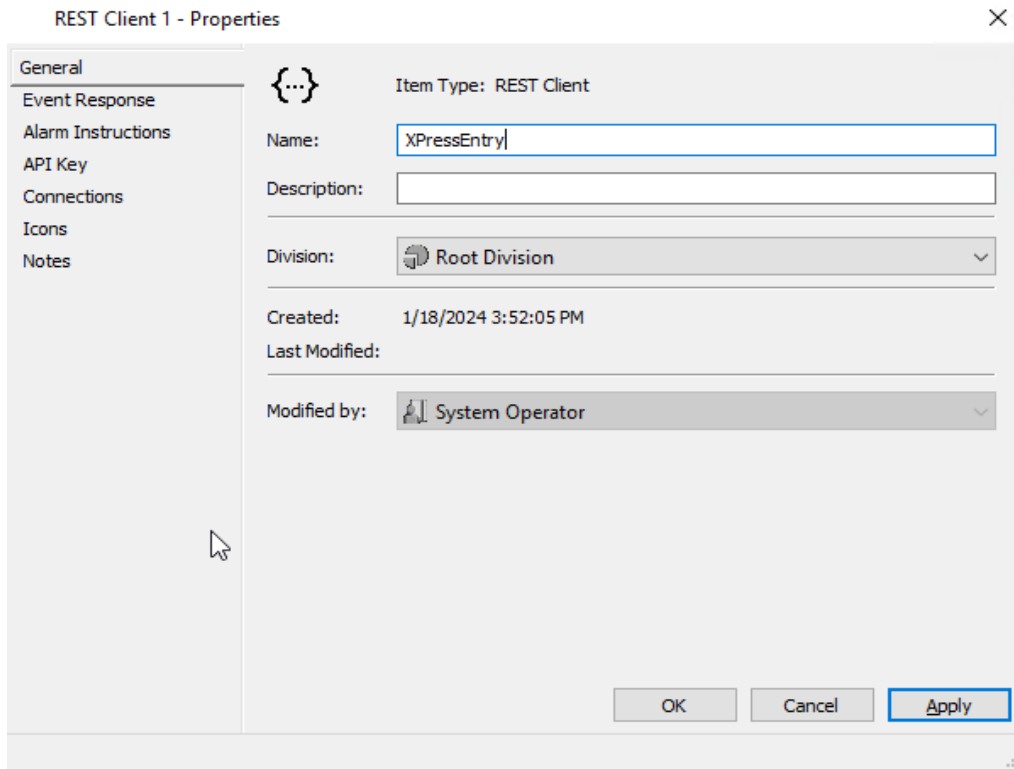 REST Client 1 - Properties
General
Event Response
Alarm Instructions
API Key
Connections
Icons
Notes
Item Type: REST Client
Name: XPressEntry
Description:
Division: Root Division
Created: 1/18/2024 3:52:05 PM
Last Modified:
Modified by: System Operator
OK Cancel Apply